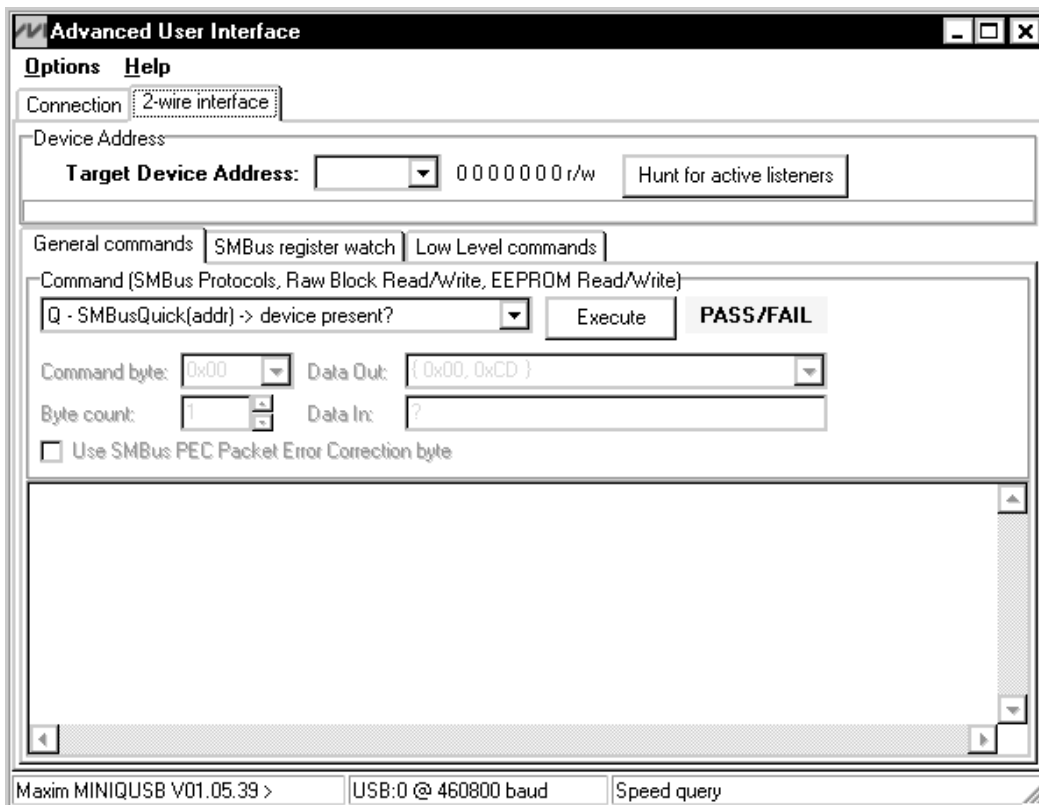 Advanced User Interface
Options Help
Connection 2-wire interface
Device Address
Target Device Address: 0 0 0 0 0 0 0 r/w Hunt for active listeners
General commands SMBus register watch Low Level commands
Command (SMBus Protocols, Raw Block Read/Write, EEPROM Read/Write)
Q - SMBusQuick(addr) -> device present? Execute PASS/FAIL
Command byte: 0x00 Data Out: { 0x00, 0xCD }
Byte count: 1 Data In: ?
Use SMBus PEC Packet Error Correction byte
Maxim MINIQUSB V01.05.39 > USB:0 @ 460800 baud Speed query